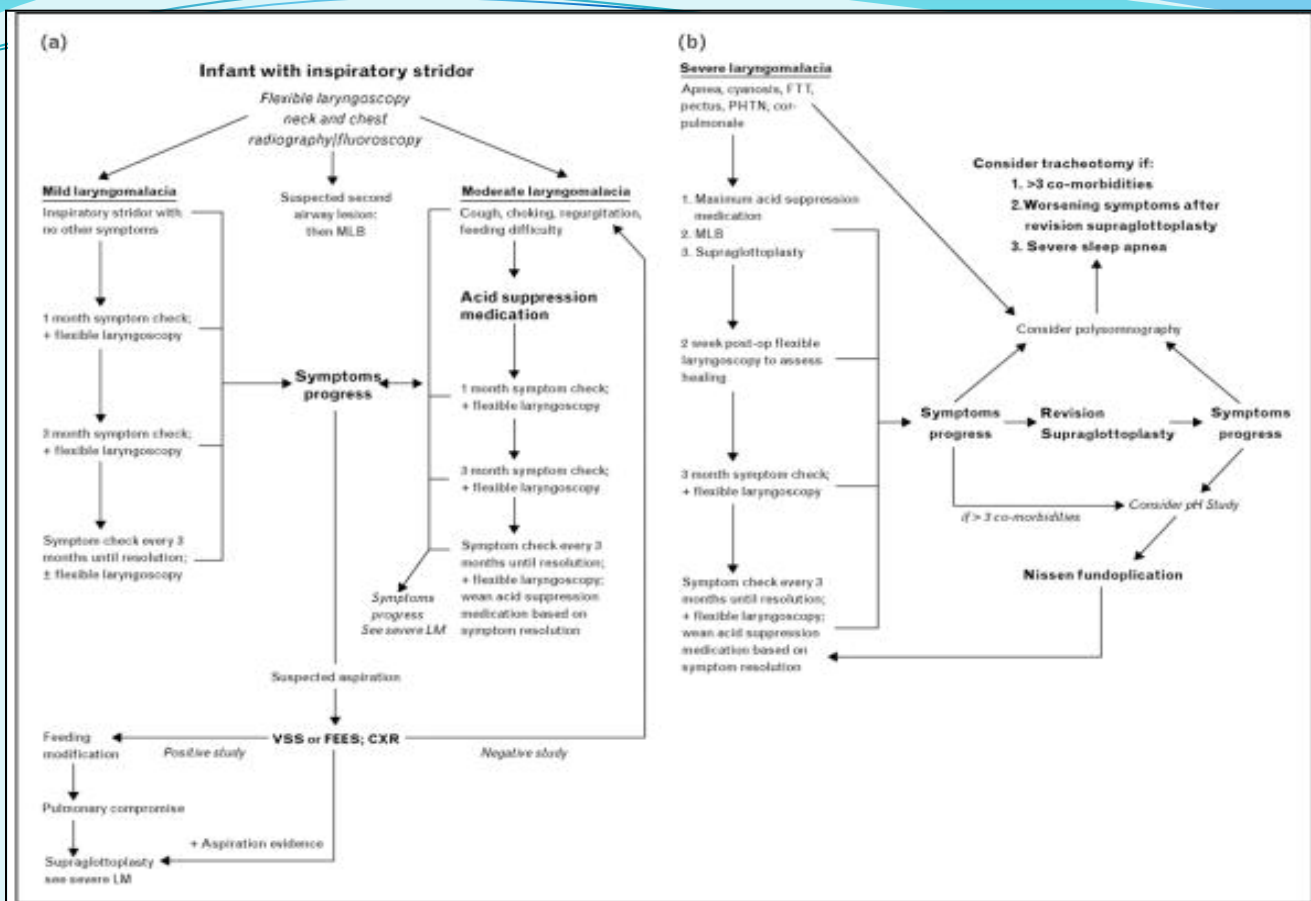 (a)
Infant with inspiratory stridor
Flexible laryngoscopy
neck and chest
radiography|fluoroscopy
Mild laryngomalacia
Inspiratory stridor with
no other symptoms
1 month symptom check;
+ flexible laryngoscopy
3 month symptom check;
+ flexible laryngoscopy
Symptom check every 3
months until resolution;
± flexible laryngoscopy
Suspected second
airway lesion:
then MLB
Symptoms
progress
Moderate laryngomalacia
Cough, choking, regurgitation,
feeding difficulty
Acid suppression
medication
1 month symptom check;
+ flexible laryngoscopy
3 month symptom check;
+ flexible laryngoscopy
Symptom check every 3
months until resolution;
+ flexible laryngoscopy;
wean acid suppression
medication based on
symptom resolution
Symptoms
progress
See severe LM
Suspected aspiration
VSS or FEES; CXR
Positive study
Negative study
Feeding
modification
Pulmonary compromise
+ Aspiration evidence
Supraglottoplasty
see severe LM
(b)
Severe laryngomalacia
Apnea, cyanosis, FTT,
pectus, PHTN, cor-
pulmonale
1. Maximum acid suppression
medication
2. MLB
3. Supraglottoplasty
2 week post-op flexible
laryngoscopy to assess
healing
3 month symptom check;
+ flexible laryngoscopy
Symptom check every 3
months until resolution;
+ flexible laryngoscopy;
wean acid suppression
medication based on
symptom resolution
Consider tracheotomy if:
1. >3 co-morbidities
2. Worsening symptoms after
revision supraglottoplasty
3. Severe sleep apnea
Consider polysomnography
Symptoms
progress
Revision
Supraglottoplasty
Symptoms
progress
if > 3 co-morbidities
Consider pH Study
Nissen fundoplication